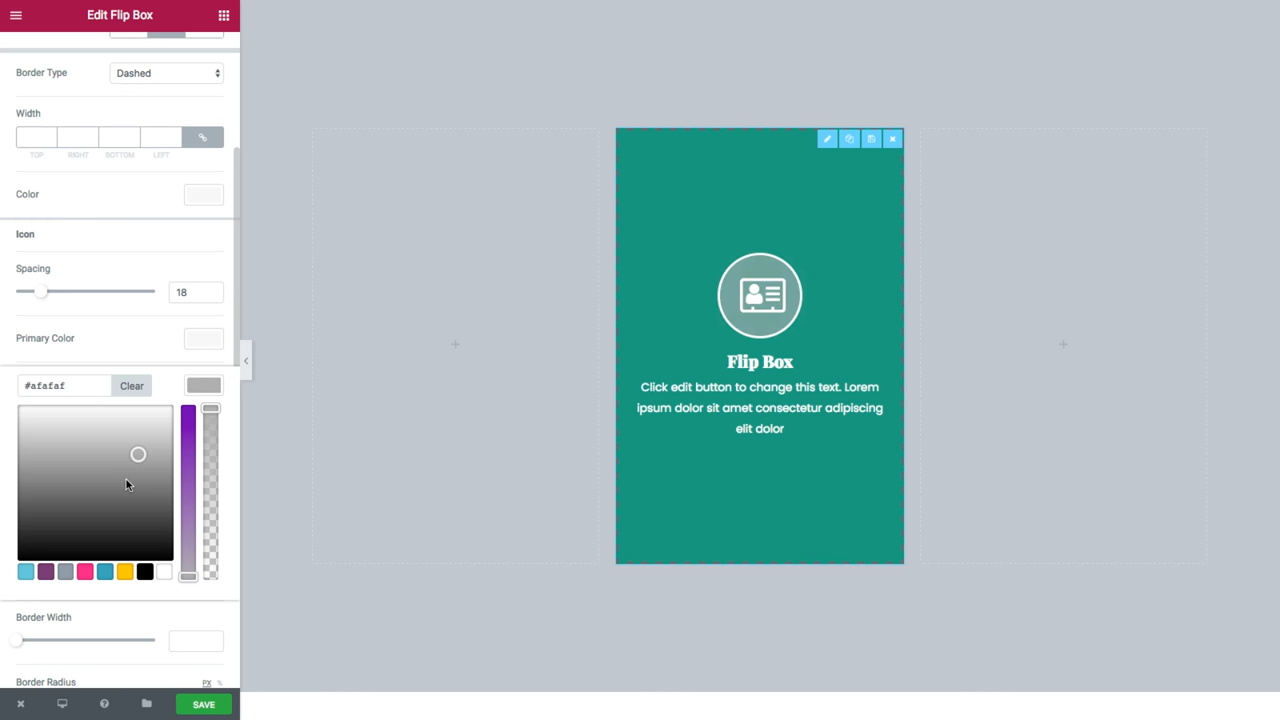 Edit Flip Box
Border Type
Dashed
Width
TOP RIGHT BOTTOM LEFT
Color
Icon
Spacing
18
Primary Color
#afafaf
Clear
Border Width
Border Radius
PX %
SAVE
Flip Box
Click edit button to change this text. Lorem
ipsum dolor sit amet consectetur adipiscing
elit dolor